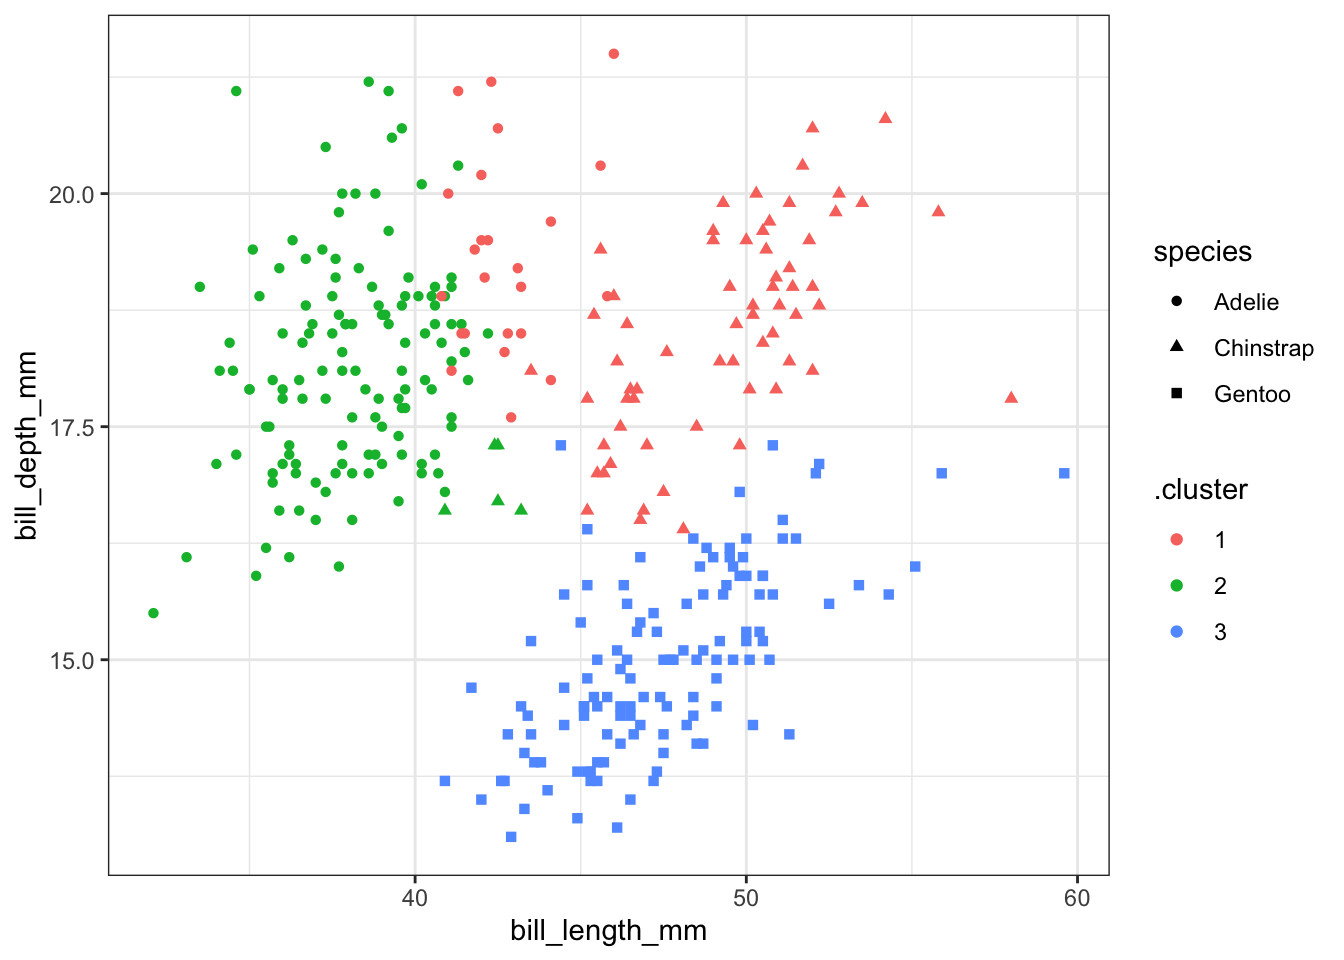 20.0
17.5
15.0
bill_depth_mm
40
50
60
bill_length_mm
species
Adelie
Chinstrap
Gentoo
.cluster
1
2
3